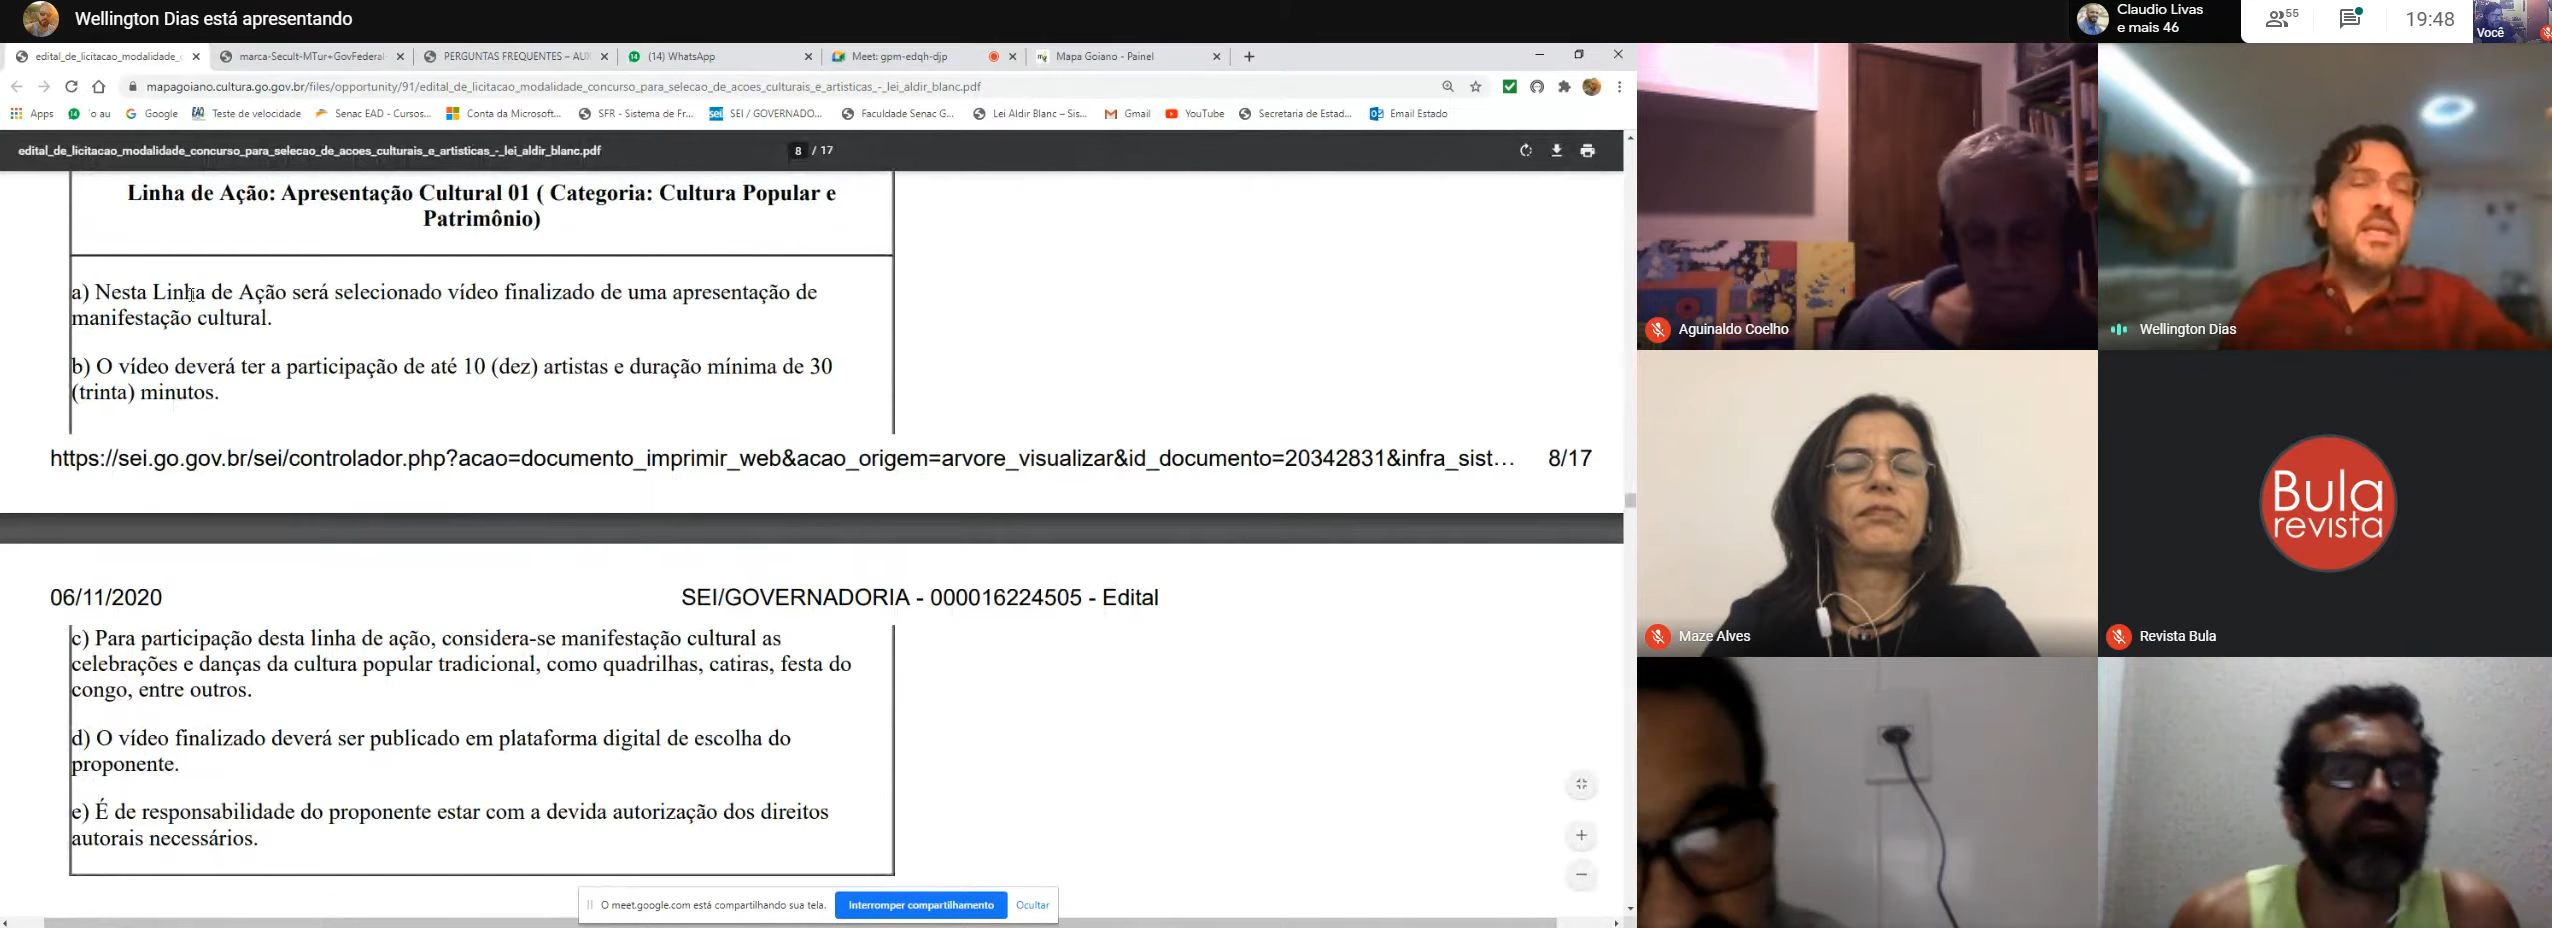 Wellington Dias está apresentando
Claudio Livas
e mais 46
55
19:48
Você
edital_de_licitacao_modalidade_
marca-Secult-MTur+GovFederal
PERGUNTAS FREQUENTES – AUX
(14) WhatsApp
Meet: gpm-edqh-djp
Mapa Goiano - Painel
mapagoiano.cultura.go.gov.br/files/opportunity/91/edital_de_licitacao_modalidade_concurso_para_selecao_de_acoes_culturais_e_artisticas_-_lei_aldir_blanc.pdf
Apps
Google
Teste de velocidade
Senac EAD - Cursos...
Conta da Microsoft...
SFR - Sistema de Fr...
SEI / GOVERNADO...
Faculdade Senac G...
Lei Aldir Blanc – Sis...
Gmail
YouTube
Secretaria de Estad...
Email Estado
edital_de_licitacao_modalidade_concurso_para_selecao_de_acoes_culturais_e_artisticas_-_lei_aldir_blanc.pdf
8 / 17
Linha de Ação: Apresentação Cultural 01 ( Categoria: Cultura Popular e
Patrimônio)
a) Nesta Linha de Ação será selecionado vídeo finalizado de uma apresentação de
manifestação cultural.
b) O vídeo deverá ter a participação de até 10 (dez) artistas e duração mínima de 30
(trinta) minutos.
https://sei.go.gov.br/sei/controlador.php?acao=documento_imprimir_web&acao_origem=arvore_visualizar&id_documento=20342831&infra_sist… 8/17
06/11/2020 SEI/GOVERNADORIA - 000016224505 - Edital
c) Para participação desta linha de ação, considera-se manifestação cultural as
celebrações e danças da cultura popular tradicional, como quadrilhas, catiras, festa do
congo, entre outros.
d) O vídeo finalizado deverá ser publicado em plataforma digital de escolha do
proponente.
e) É de responsabilidade do proponente estar com a devida autorização dos direitos
autorais necessários.
O meet.google.com está compartilhando sua tela.
Interromper compartilhamento
Ocultar
Aguinaldo Coelho
Wellington Dias
Maze Alves
Bula
revista
Revista Bula